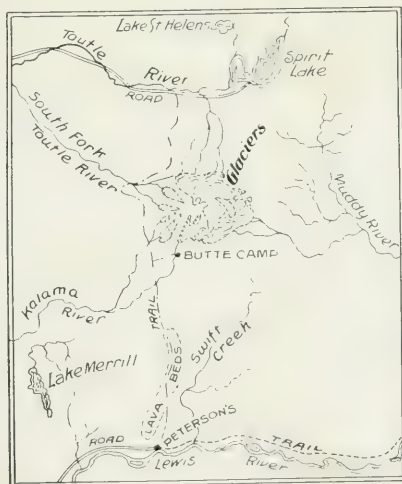 Lake St Helens
Spirit
Lake
Toutle
River
ROAD
South Fork
Toutle River
Glaciers
Muddy River
BUTTE CAMP
Kalama
River
TRAIL
Swift
Creek
Lake Merrill
LAVA
BEDS
PETERSON'S
ROAD
TRAIL
Lewis
River